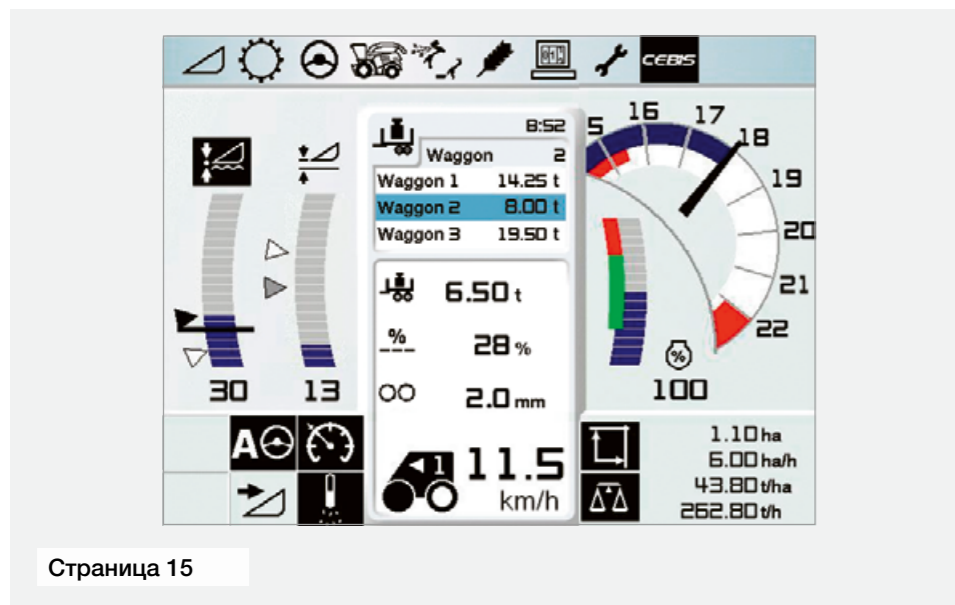 CEBIS
8:52
Waggon 2
Waggon 1 14.25 t
Waggon 2 8.00 t
Waggon 3 19.50 t
6.50 t
%
28 %
2.0 mm
1
11.5
km/h
30
13
A
5
16
17
18
19
20
21
22
%
100
1.10 ha
6.00 ha/h
43.80 t/ha
262.80 t/h
Страница 15